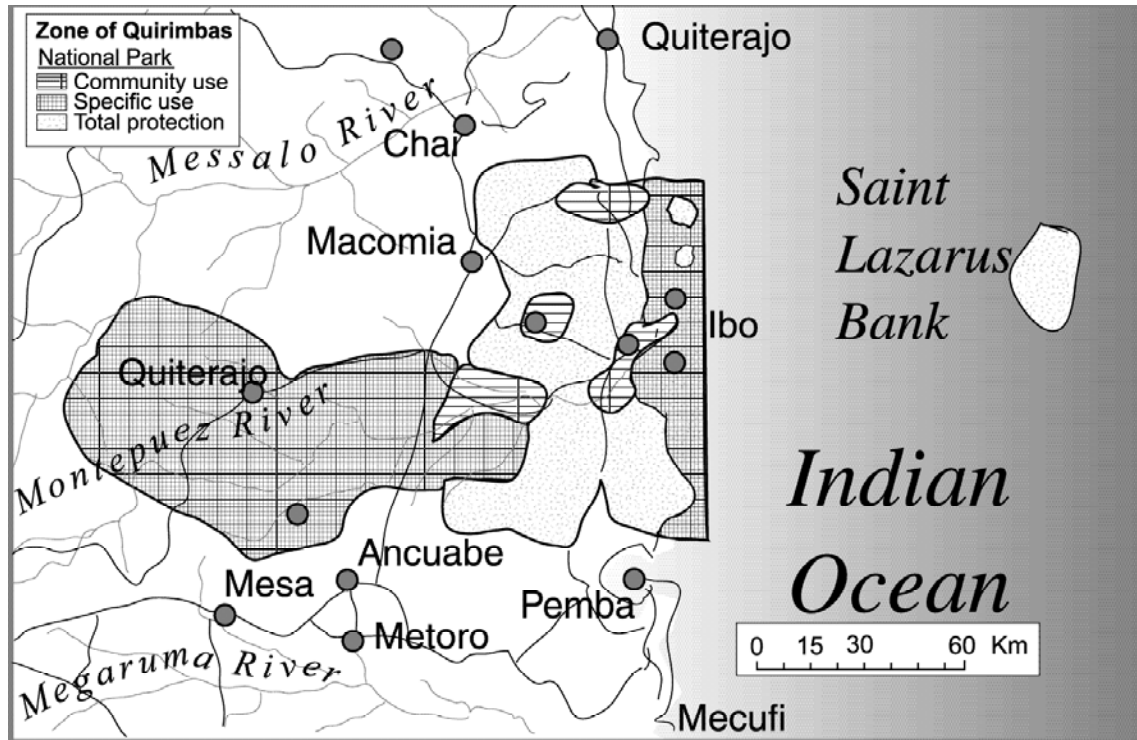 Zone of Quirimbas
National Park
Community use
Specific use
Total protection
Quiterajo
Messalo River
Chai
Saint
Lazarus
Bank
Macomia
Ibo
Quiterajo
Montepuez River
Indian
Ocean
Ancuabe
Mesa
Pemba
Metoro
0 15 30 60 Km
Megaruma River
Mecufi